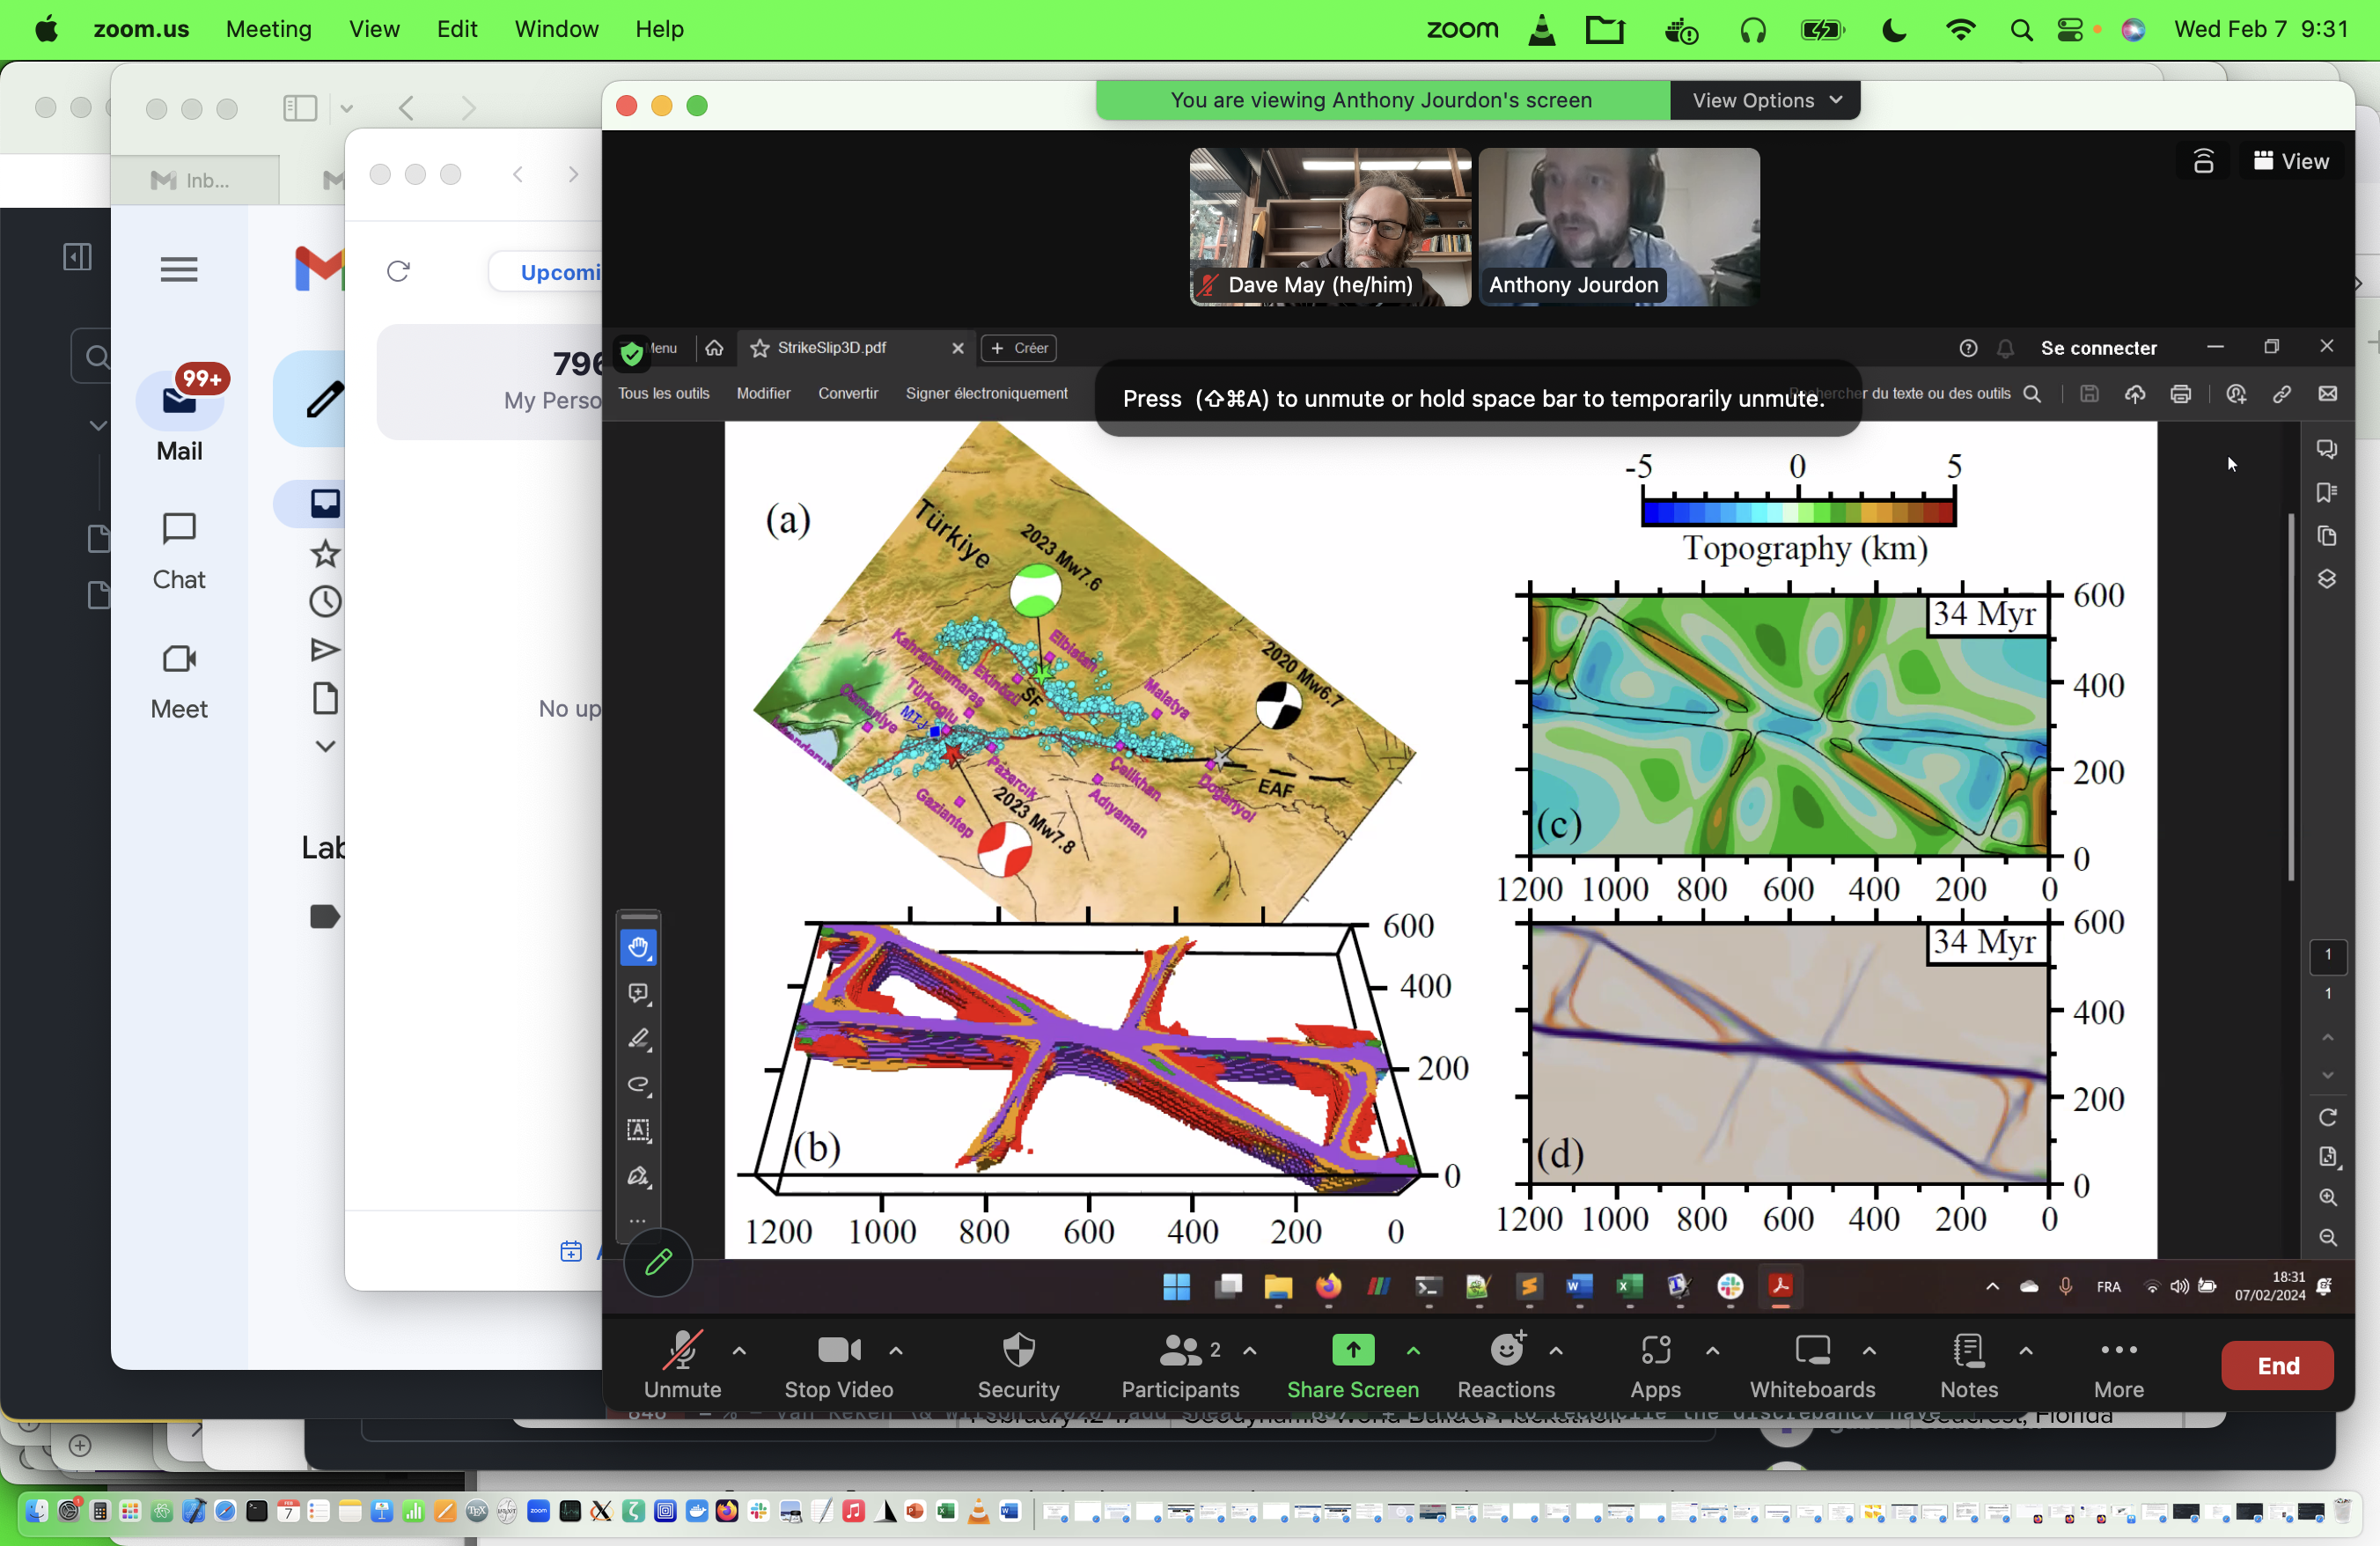 zoom.us Meeting View Edit Window Help
zoom Wed Feb 7 9:31
You are viewing Anthony Jourdon's screen View Options
View
Inb...
Dave May (he/him)
Anthony Jourdon
Upcomi
796
My Perso
No up
99+
Mail
Chat
Meet
Lab
Menu StrikeSlip3D.pdf + Créer
Se connecter
Tous les outils Modifier Convertir Signer électroniquement
Press (⇧⌘A) to unmute or hold space bar to temporarily unmute.
Rechercher du texte ou des outils
(a)
Türkiye
2023 Mw7.6
2020 Mw6.7
2023 Mw7.8
Elbistan
Kahramanmaraş
Ekinözü
SF
Türkoğlu
Malatya
MTJ
Osmaniye
Pazarcık
Çelikhan
Doğanyol
EAF
Adıyaman
Gaziantep
-5 0 5
Topography (km)
34 Myr
(c)
600
400
200
0
1200 1000 800 600 400 200 0
(b)
600
400
200
0
1200 1000 800 600 400 200 0
34 Myr
(d)
600
400
200
0
1200 1000 800 600 400 200 0
1
1
FRA
18:31
07/02/2024
2
Unmute Stop Video Security Participants Share Screen Reactions Apps Whiteboards Notes More End